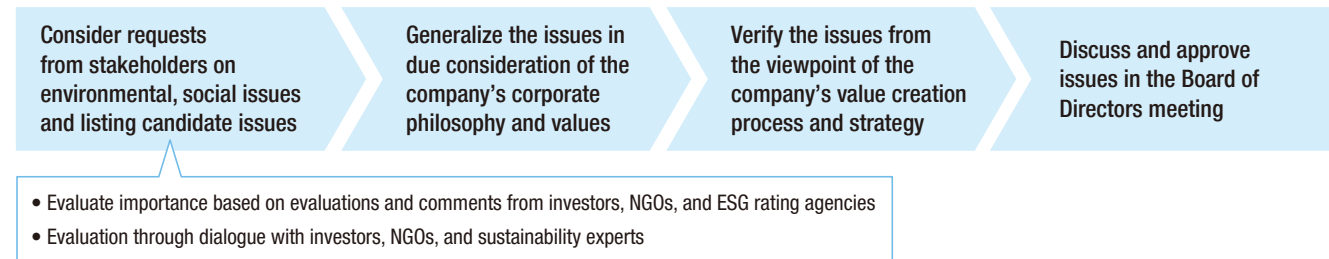 Consider requests
from stakeholders on
environmental, social issues
and listing candidate issues
Generalize the issues in
due consideration of the
company's corporate
philosophy and values
Verify the issues from
the viewpoint of the
company's value creation
process and strategy
Discuss and approve
issues in the Board of
Directors meeting
• Evaluate importance based on evaluations and comments from investors, NGOs, and ESG rating agencies
• Evaluation through dialogue with investors, NGOs, and sustainability experts